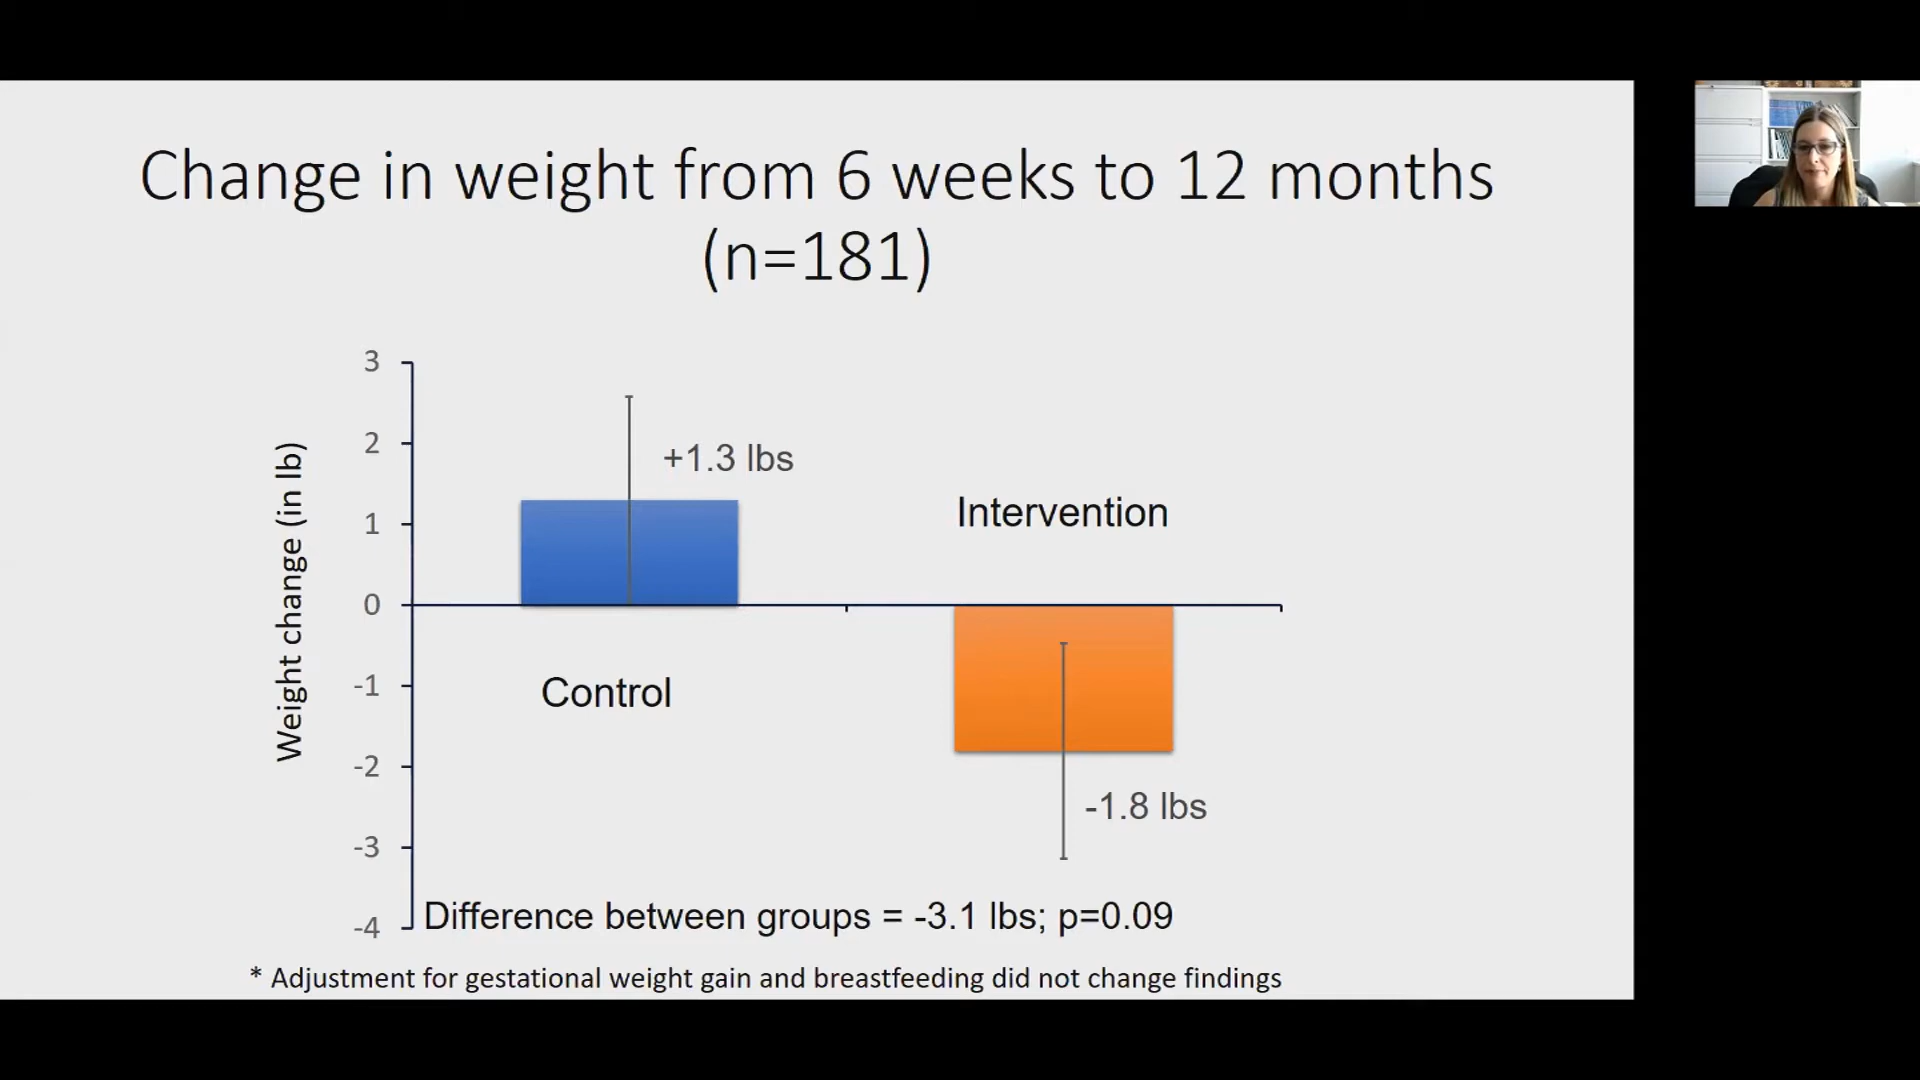 Change in weight from 6 weeks to 12 months
(n=181)
3
2
1
0
-1
-2
-3
-4
Weight change (in lb)
+1.3 lbs
Intervention
Control
-1.8 lbs
Difference between groups = -3.1 lbs; p=0.09
* Adjustment for gestational weight gain and breastfeeding did not change findings